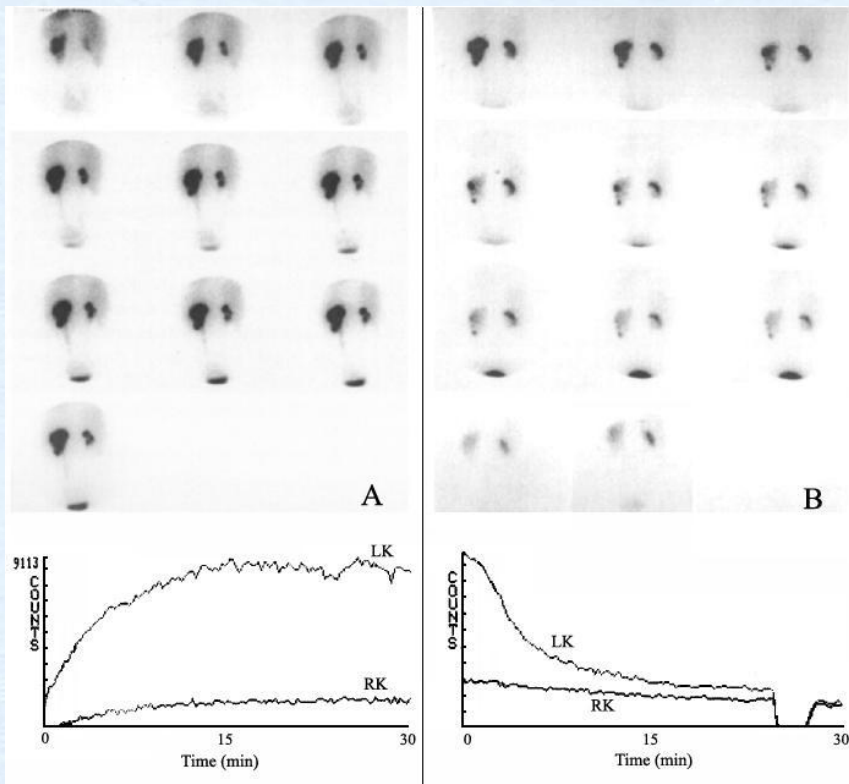 A
B
9113
COUNTS
LK
RK
0
15
30
Time (min)
COUNTS
LK
RK
0
15
30
Time (min)